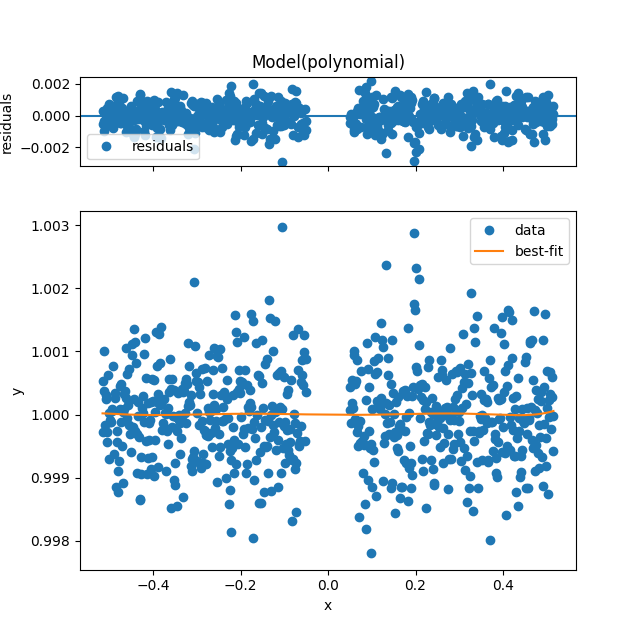 Model(polynomial)
0.002
0.000
−0.002
residuals
residuals
1.003
1.002
1.001
1.000
0.999
0.998
y
data
best-fit
−0.4
−0.2
0.0
0.2
0.4
x